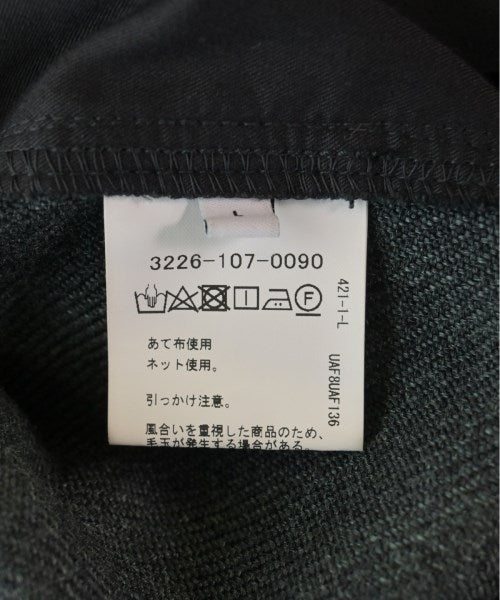 L
3226-107-0090
F
あて布使用
ネット使用。
引っかけ注意。
風合いを重視した商品のため、
毛玉が発生する場合がある。
421-1-L
UAF8UAF136